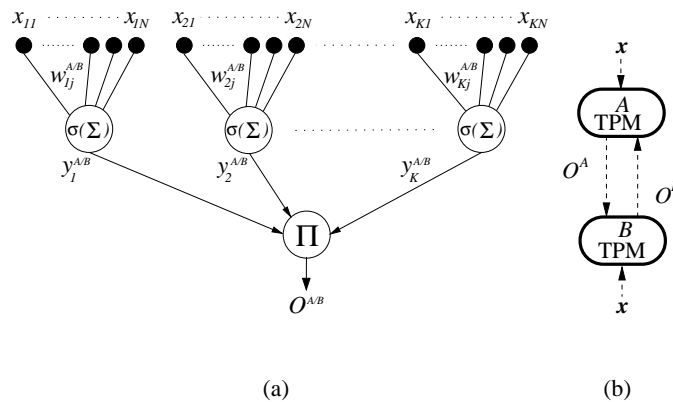 x11 x1N x21 x2N xK1 xKN
w1j^A/B w2j^A/B wKj^A/B
σ(Σ) σ(Σ) σ(Σ)
y1^A/B y2^A/B yK^A/B
Π
O^A/B
(a)
x
A
TPM
O^A O
B
TPM
x
(b)